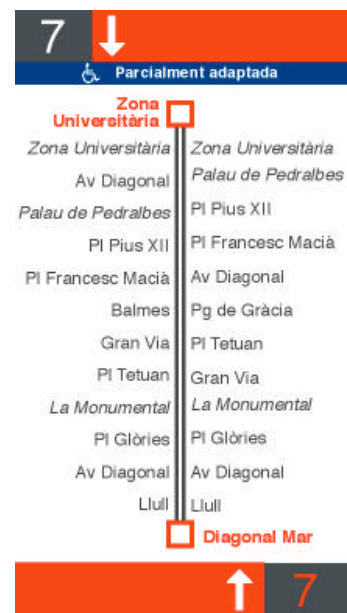 7
Parcialment adaptada
Zona
Universitària
Zona Universitària
Av Diagonal
Palau de Pedralbes
Pl Pius XII
Pl Francesc Macià
Balmes
Gran Via
Pl Tetuan
La Monumental
Pl Glòries
Av Diagonal
Llull
Zona Universitària
Palau de Pedralbes
Pl Pius XII
Pl Francesc Macià
Av Diagonal
Pg de Gràcia
Pl Tetuan
Gran Via
La Monumental
Pl Glòries
Av Diagonal
Llull
Diagonal Mar
7